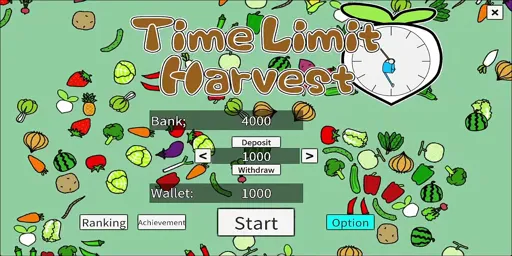 Time Limit
Harvest
×
Bank: 4000
Deposit
< 1000 >
Withdraw
Wallet: 1000
Ranking
Achievement
Start
Option